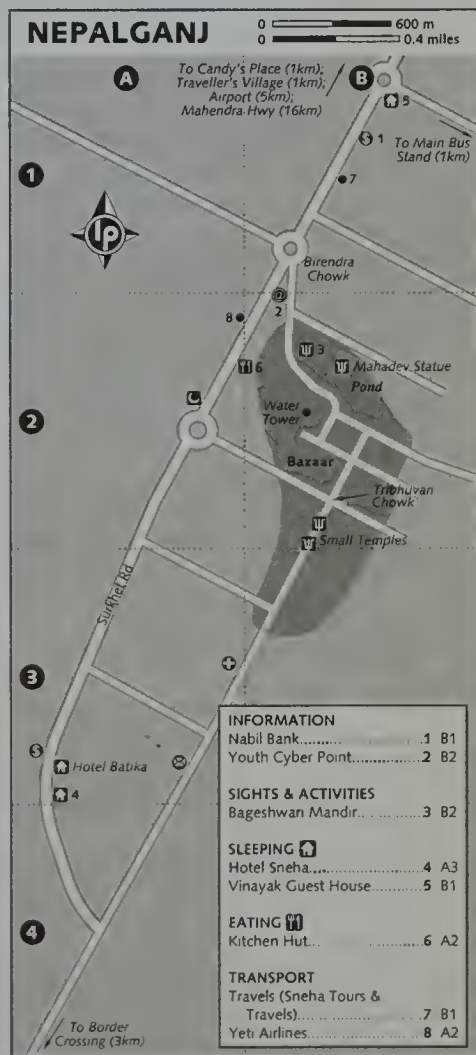 NEPALGANJ
0 600 m
0 0.4 miles
A
B
To Candy's Place (1km);
Traveller's Village (1km);
Airport (5km);
Mahendra Hwy (16km)
5
1
To Main Bus
Stand (1km)
7
1
lp
Birendra
Chowk
2
8
3
Mahadev Statue
Pond
6
Water
Tower
2
Bazaar
Tribhuvan
Chowk
Small Temples
Surkhet Rd
3
Hotel Batika
4
4
To Border
Crossing (3km)
INFORMATION
Nabil Bank............1 B1
Youth Cyber Point............2 B2
SIGHTS & ACTIVITIES
Bageshwari Mandir............3 B2
SLEEPING
Hotel Sneha............4 A3
Vinayak Guest House............5 B1
EATING
Kitchen Hut............6 A2
TRANSPORT
Travels (Sneha Tours &
Travels)............7 B1
Yeti Airlines............8 A2